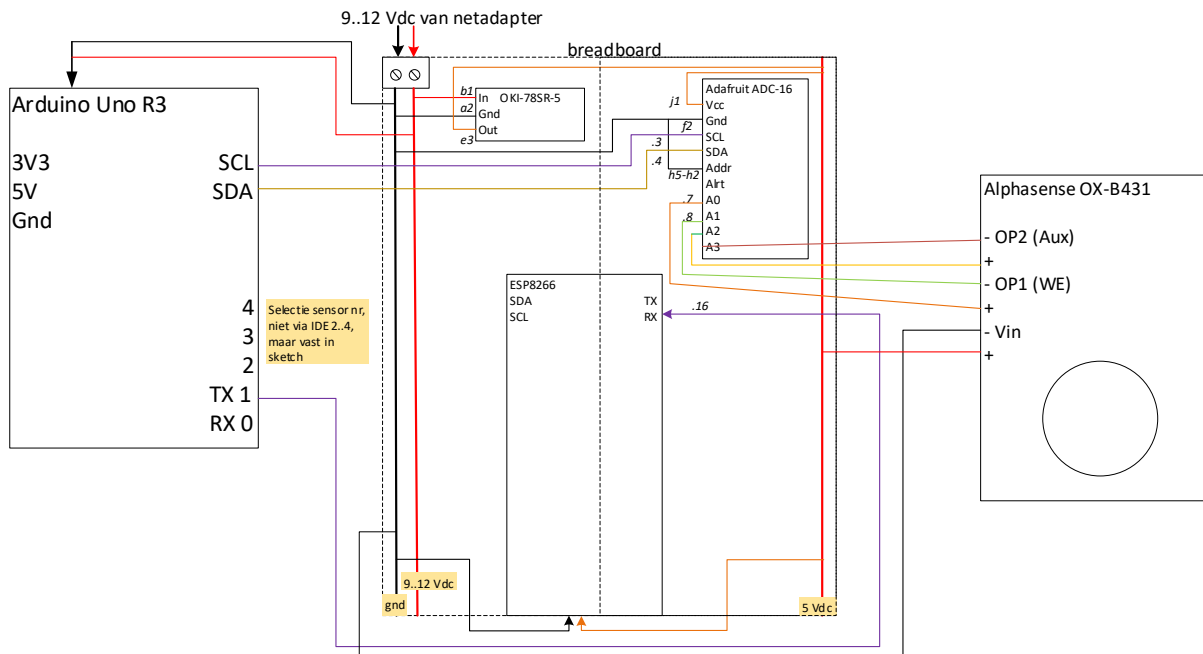 9..12 Vdc van netadapter
breadboard
Arduino Uno R3
3V3
5V
Gnd
SCL
SDA
4
3
2
TX 1
RX 0
Selectie sensor nr,
niet via IDE 2..4,
maar vast in
sketch
b1
a2
e3
In
Gnd
Out
OKI-78SR-5
j1
f2
.3
.4
h5-h2
.7
.8
Adafruit ADC-16
Vcc
Gnd
SCL
SDA
Addr
Alrt
A0
A1
A2
A3
ESP8266
SDA
SCL
TX
RX
.16
Alphasense OX-B431
- OP2 (Aux)
+
- OP1 (WE)
+
- Vin
+
9..12 Vdc
gnd
5 Vdc